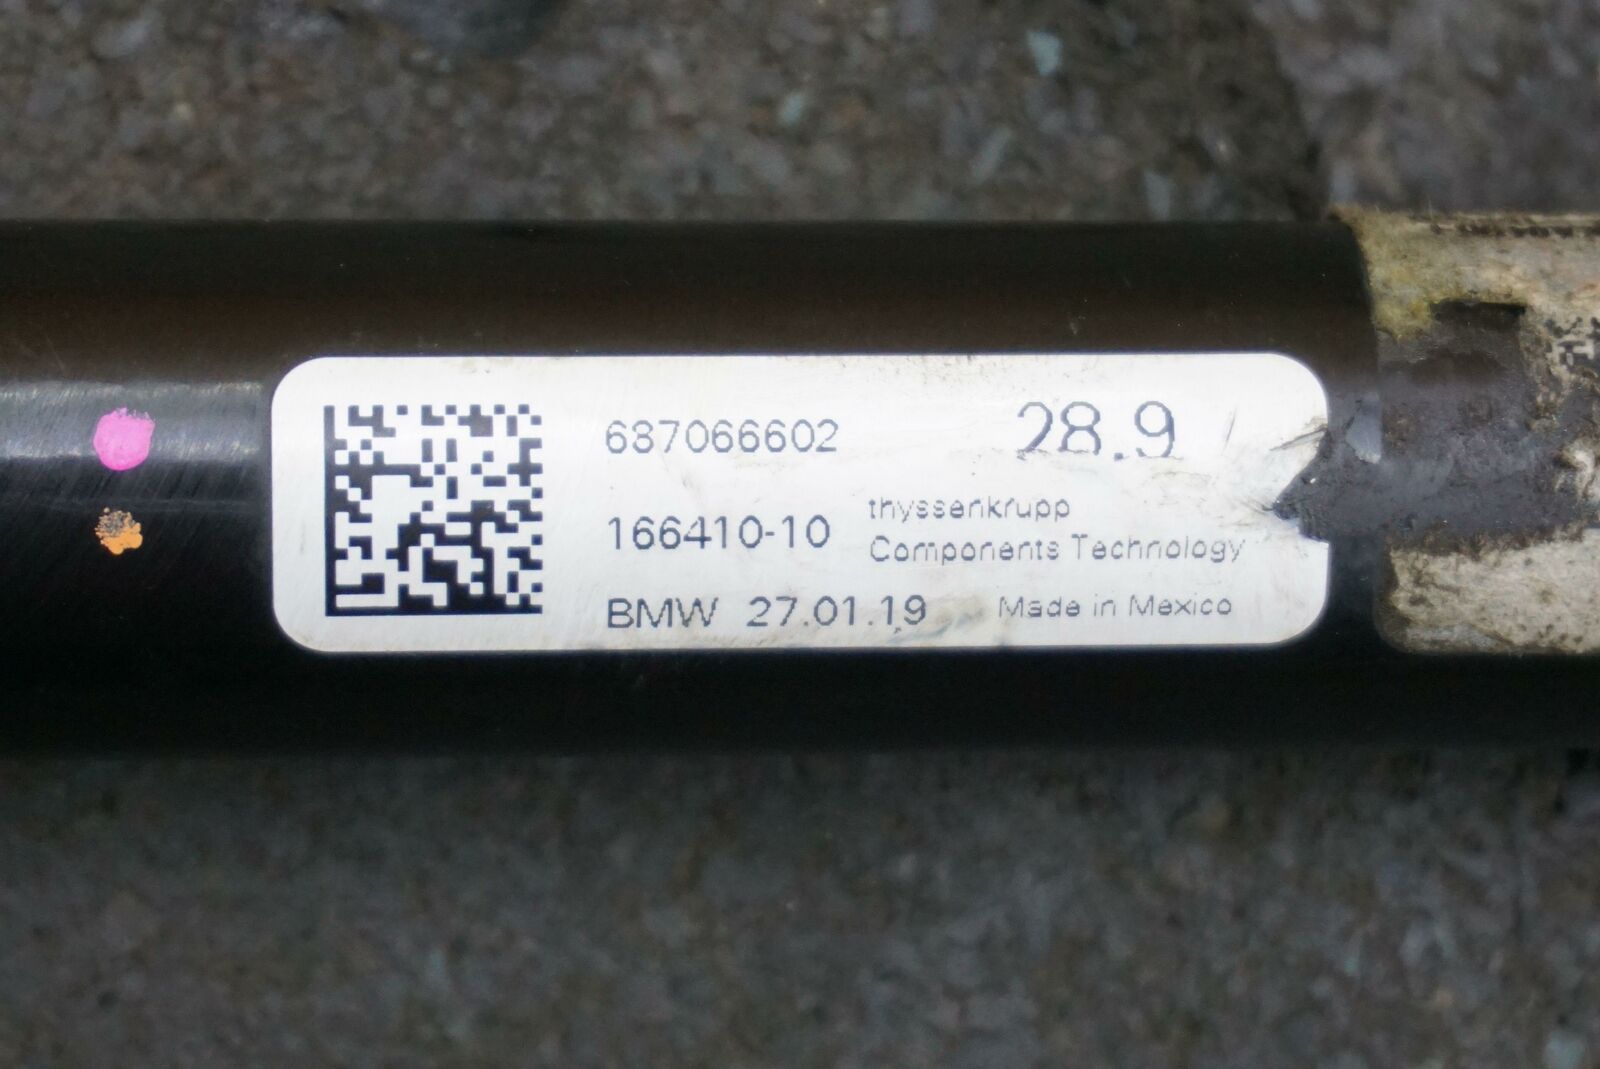 687066602
28.9
166410-10
thyssenkrupp
Components Technology
BMW 27.01.19
Made in Mexico